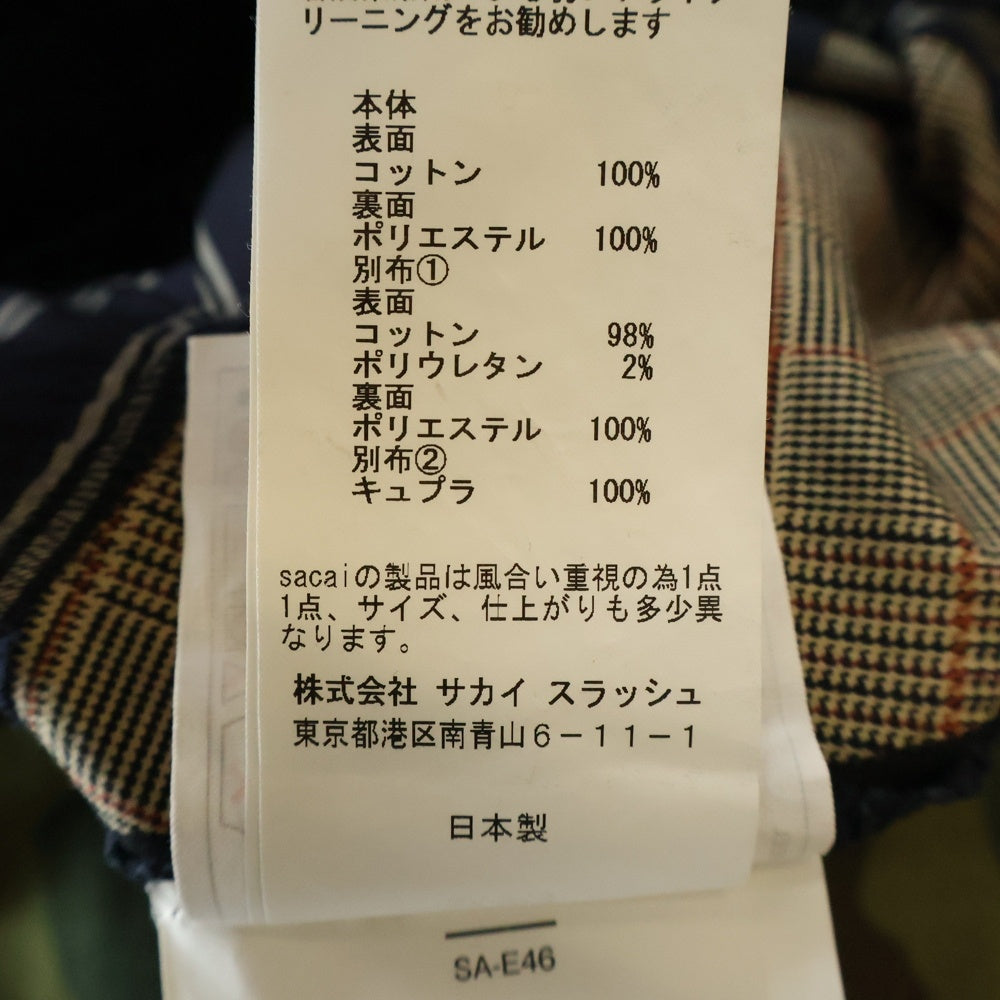 リーニングをお勧めします
本体
表面
コットン 100%
裏面
ポリエステル 100%
別布①
表面
コットン 98%
ポリウレタン 2%
裏面
ポリエステル 100%
別布②
キュプラ 100%
sacaiの製品は風合い重視の為1点
1点、サイズ、仕上がりも多少異
なります。
株式会社 サカイ スラッシュ
東京都港区南青山6－11－1
日本製
SA-E46